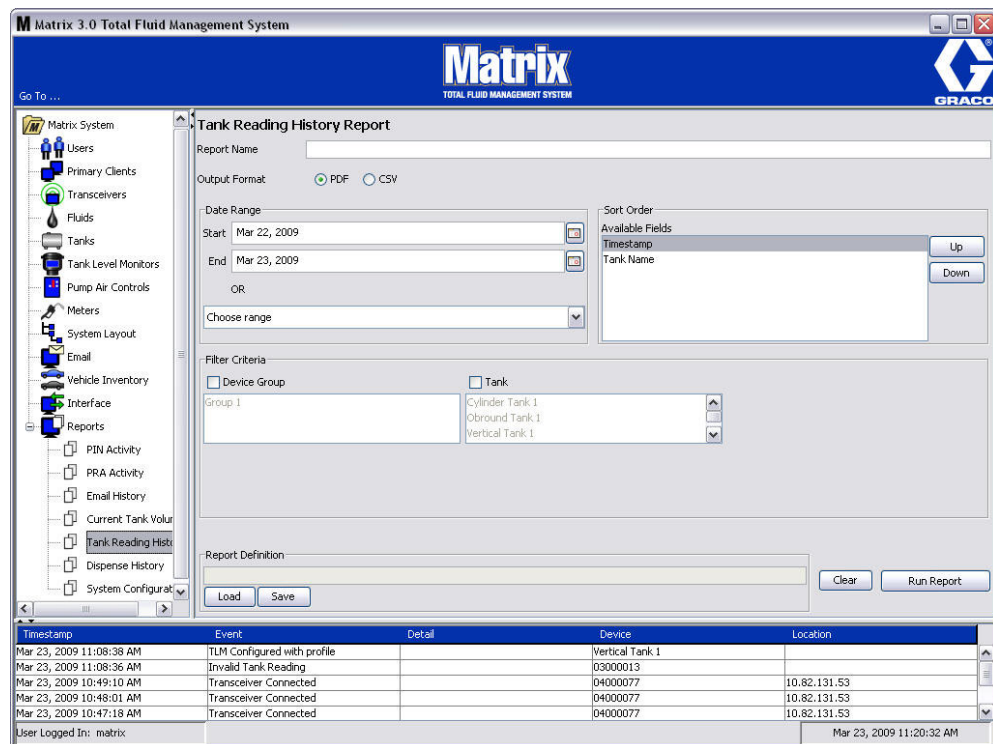 Matrix 3.0 Total Fluid Management System
Matrix
TOTAL FLUID MANAGEMENT SYSTEM
GRACO
Go To ...
Matrix System
Users
Primary Clients
Transceivers
Fluids
Tanks
Tank Level Monitors
Pump Air Controls
Meters
System Layout
Email
Vehicle Inventory
Interface
Reports
PIN Activity
PRA Activity
Email History
Current Tank Volur
Tank Reading Hist
Dispense History
System Configurat
Tank Reading History Report
Report Name
Output Format PDF CSV
Date Range
Start Mar 22, 2009
End Mar 23, 2009
OR
Choose range
Sort Order
Available Fields
Timestamp
Tank Name
Up
Down
Filter Criteria
Device Group
Group 1
Tank
Cylinder Tank 1
Obround Tank 1
Vertical Tank 1
Report Definition
Load Save
Clear Run Report
Timestamp Event Detail Device Location
Mar 23, 2009 11:08:38 AM TLM Configured with profile Vertical Tank 1
Mar 23, 2009 11:08:36 AM Invalid Tank Reading 03000013
Mar 23, 2009 10:49:10 AM Transceiver Connected 04000077 10.82.131.53
Mar 23, 2009 10:48:01 AM Transceiver Connected 04000077 10.82.131.53
Mar 23, 2009 10:47:18 AM Transceiver Connected 04000077 10.82.131.53
User Logged In: matrix Mar 23, 2009 11:20:32 AM